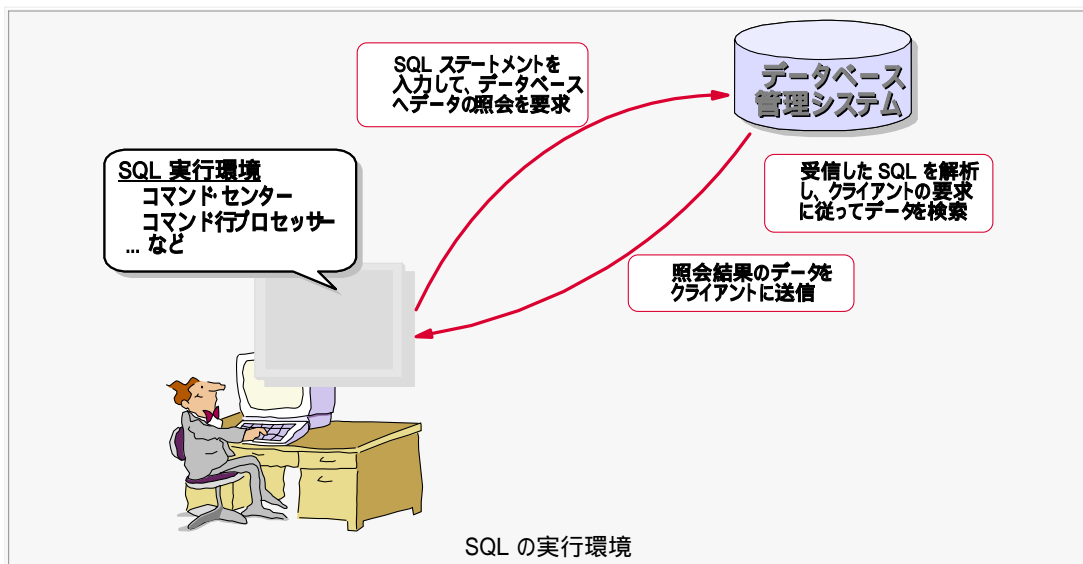 SQL ステートメントを
入力して、データベース
へデータの照会を要求
データベース
管理システム
SQL 実行環境
コマンド・センター
コマンド行プロセッサー
... など
受信した SQL を解析
し、クライアントの要求
に従ってデータを検索
照会結果のデータを
クライアントに送信
SQL の実行環境